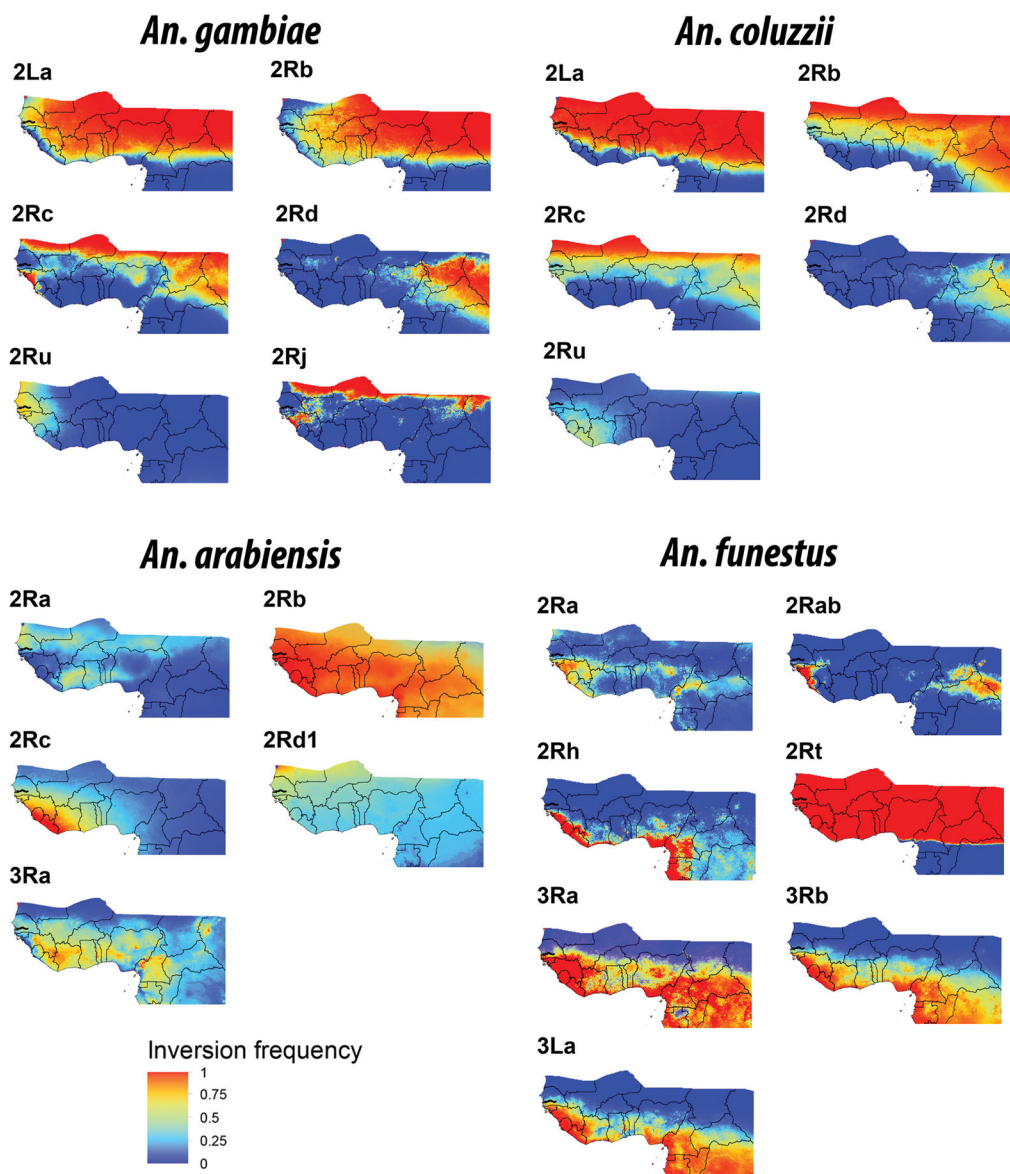 An. gambiae
2La
2Rb
2Rc
2Rd
2Ru
2Rj
An. coluzzii
2La
2Rb
2Rc
2Rd
2Ru
An. arabiensis
2Ra
2Rb
2Rc
2Rd1
3Ra
An. funestus
2Ra
2Rab
2Rh
2Rt
3Ra
3Rb
3La
Inversion frequency
1
0.75
0.5
0.25
0